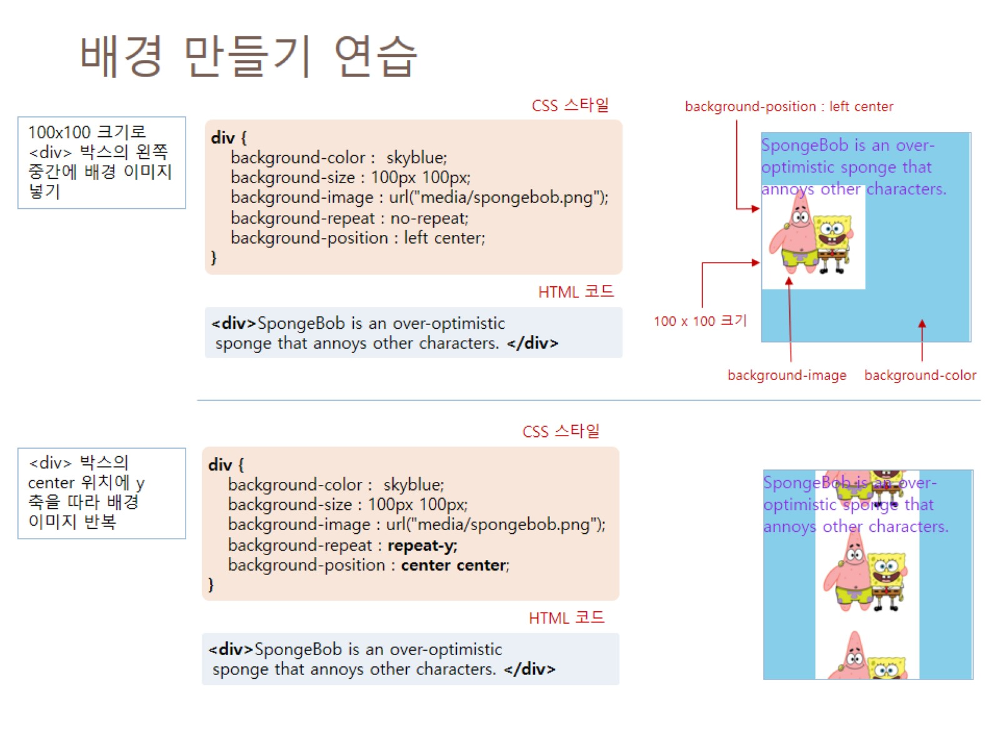 배경 만들기 연습
100x100 크기로
<div> 박스의 왼쪽
중간에 배경 이미지
넣기
CSS 스타일
div {
background-color :  skyblue;
background-size : 100px 100px;
background-image : url("media/spongebob.png");
background-repeat : no-repeat;
background-position : left center;
}
HTML 코드
<div>SpongeBob is an over-optimistic
sponge that annoys other characters. </div>
background-position : left center
SpongeBob is an over-
optimistic sponge that
annoys other characters.
100 x 100 크기
background-image
background-color
<div> 박스의
center 위치에 y
축을 따라 배경
이미지 반복
CSS 스타일
div {
background-color :  skyblue;
background-size : 100px 100px;
background-image : url("media/spongebob.png");
background-repeat : repeat-y;
background-position : center center;
}
HTML 코드
<div>SpongeBob is an over-optimistic
sponge that annoys other characters. </div>
SpongeBob is an over-
optimistic sponge that
annoys other characters.